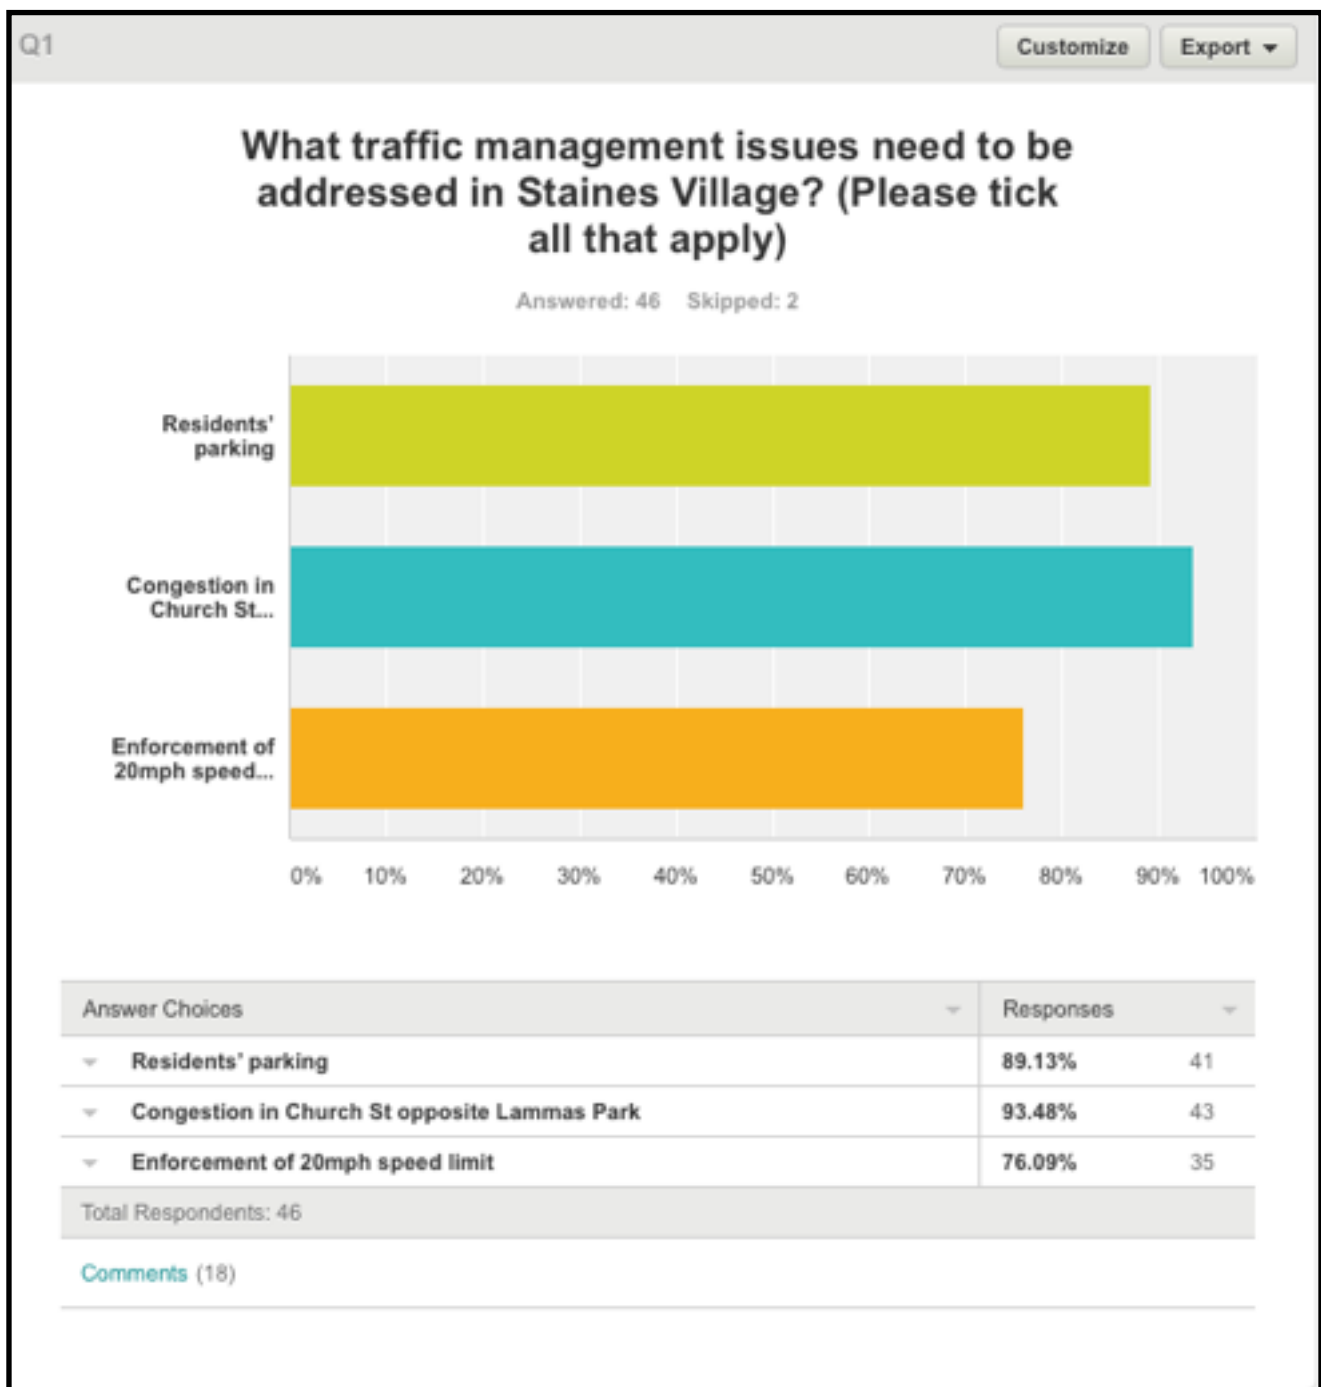 Q1
Customize
Export
What traffic management issues need to be
addressed in Staines Village? (Please tick
all that apply)
Answered: 46 Skipped: 2
Residents'
parking
Congestion in
Church St...
Enforcement of
20mph speed...
0% 10% 20% 30% 40% 50% 60% 70% 80% 90% 100%
Answer Choices Responses
Residents' parking 89.13% 41
Congestion in Church St opposite Lammas Park 93.48% 43
Enforcement of 20mph speed limit 76.09% 35
Total Respondents: 46
Comments (18)